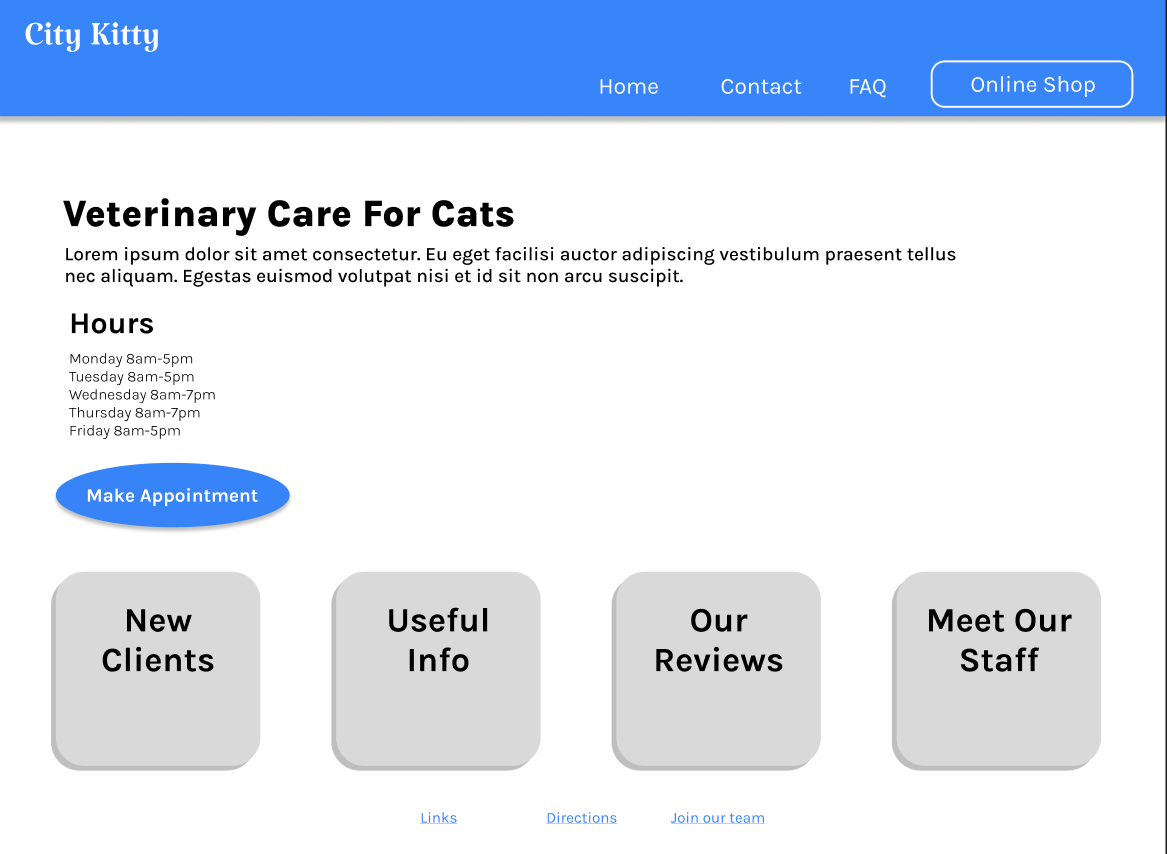 City Kitty
Home Contact FAQ Online Shop
Veterinary Care For Cats
Lorem ipsum dolor sit amet consectetur. Eu eget facilisi auctor adipiscing vestibulum praesent tellus
nec aliquam. Egestas euismod volutpat nisi et id sit non arcu suscipit.
Hours
Monday 8am-5pm
Tuesday 8am-5pm
Wednesday 8am-7pm
Thursday 8am-7pm
Friday 8am-5pm
Make Appointment
New
Clients
Useful
Info
Our
Reviews
Meet Our
Staff
Links Directions Join our team